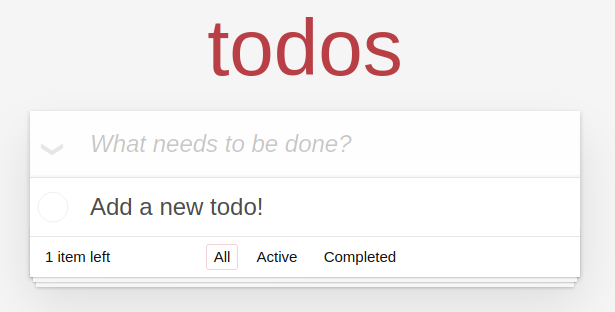 todos
What needs to be done?
Add a new todo!
1 item left All Active Completed